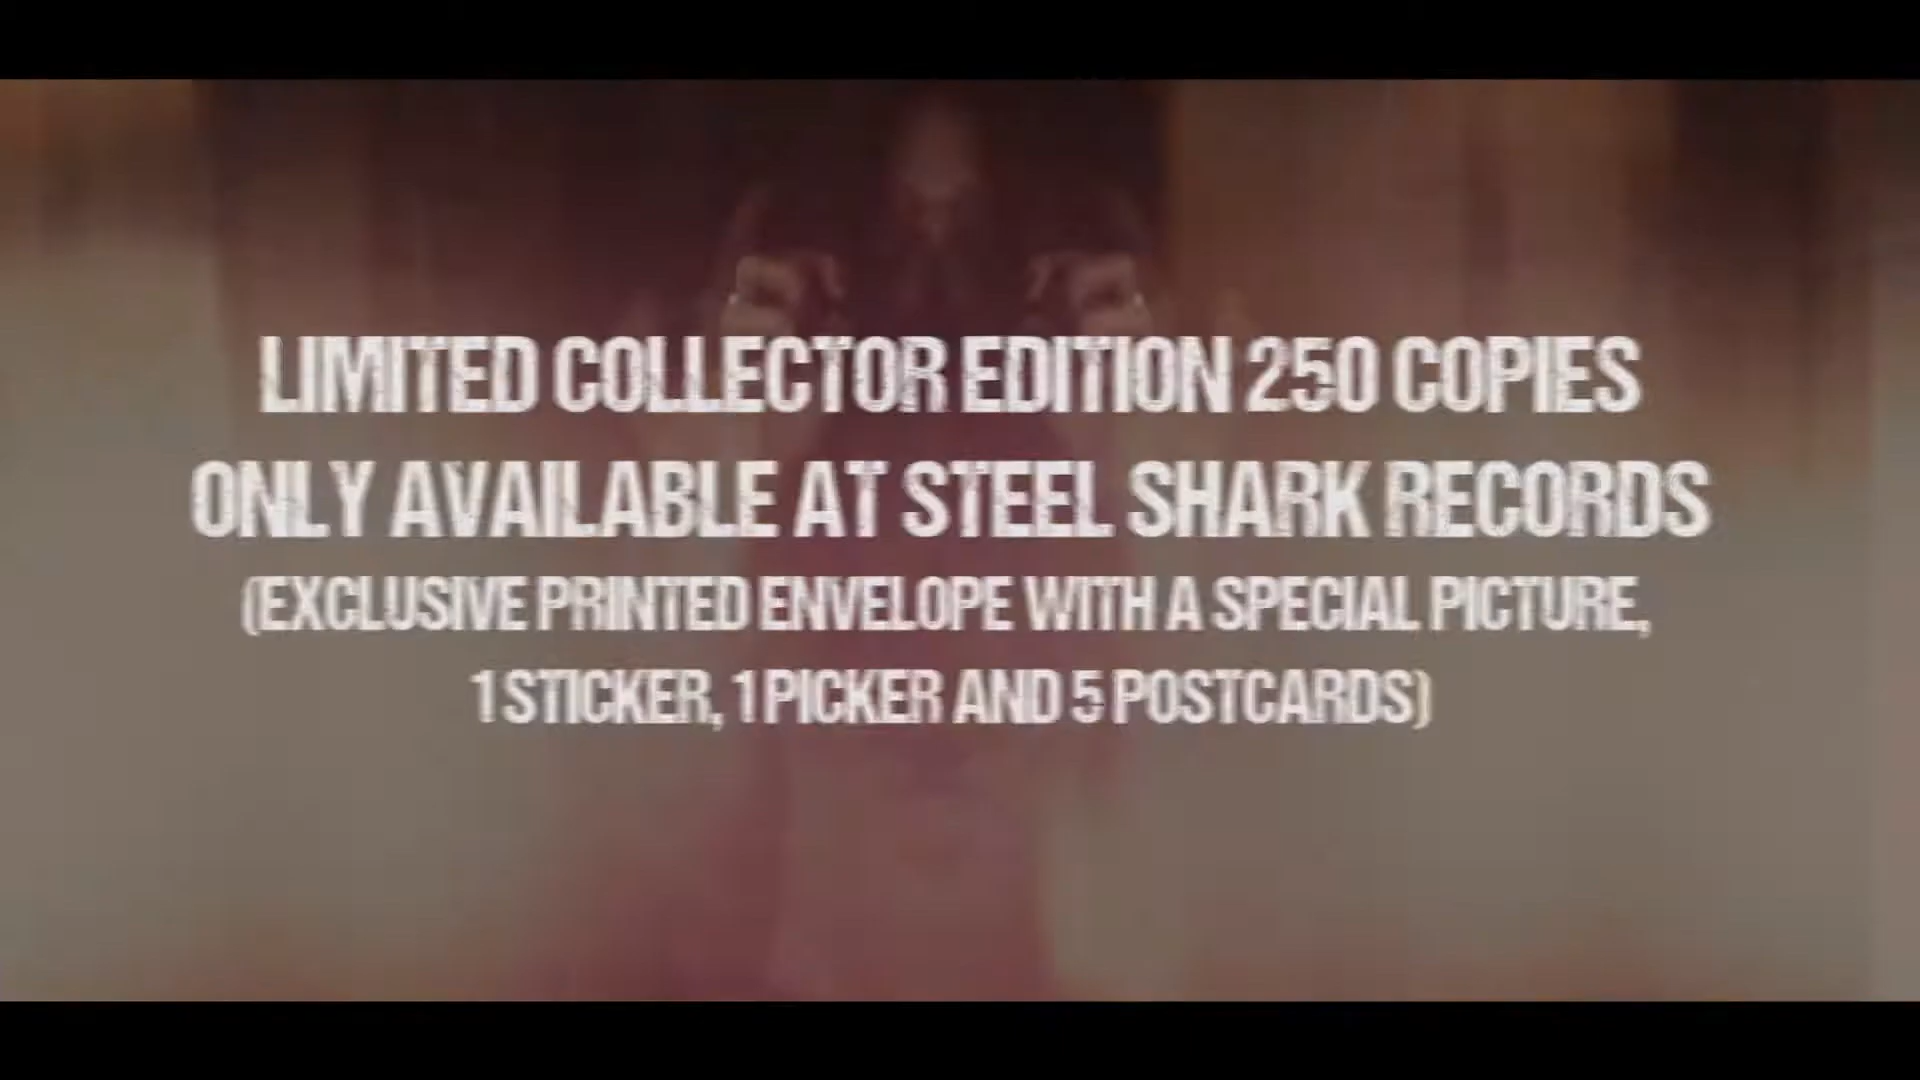 LIMITED COLLECTOR EDITION 250 COPIES
ONLY AVAILABLE AT STEEL SHARK RECORDS
(EXCLUSIVE PRINTED ENVELOPE WITH A SPECIAL PICTURE,
1 STICKER, 1 PICKER AND 5 POSTCARDS)